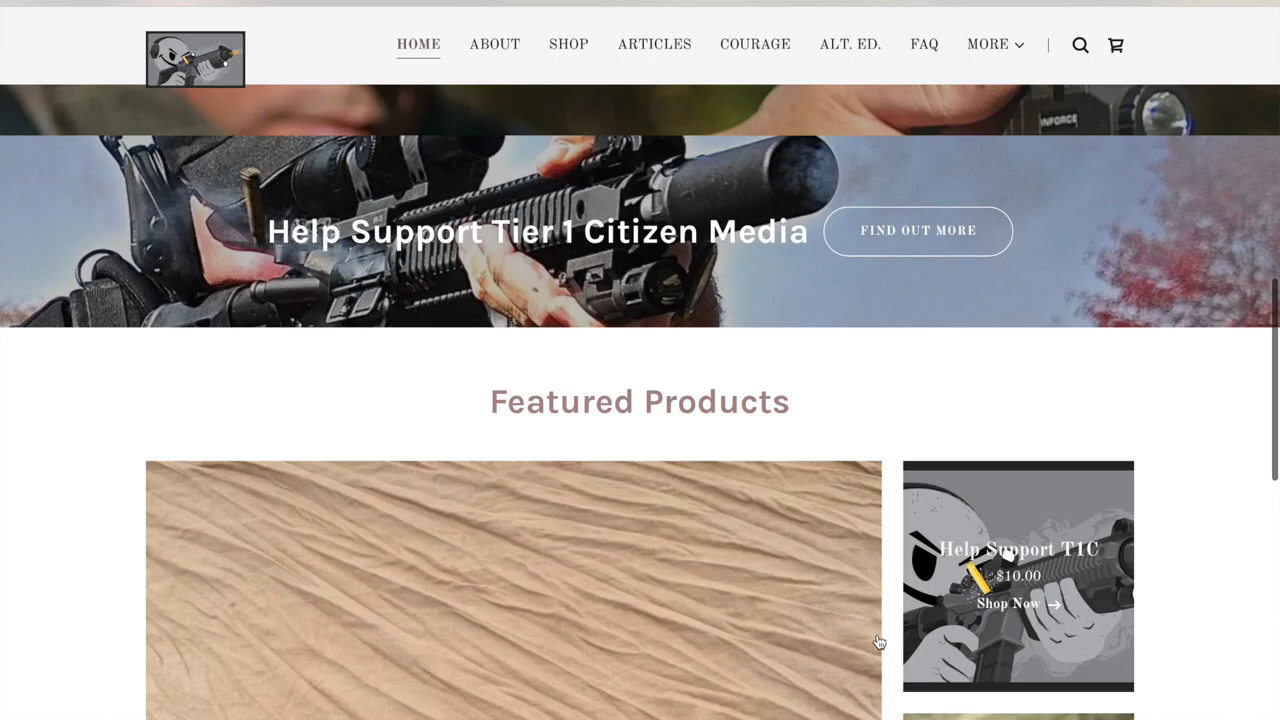 HOME ABOUT SHOP ARTICLES COURAGE ALT. ED. FAQ MORE
INFORCE
Help Support Tier 1 Citizen Media FIND OUT MORE
Featured Products
Help Support T1C
$10.00
Shop Now →